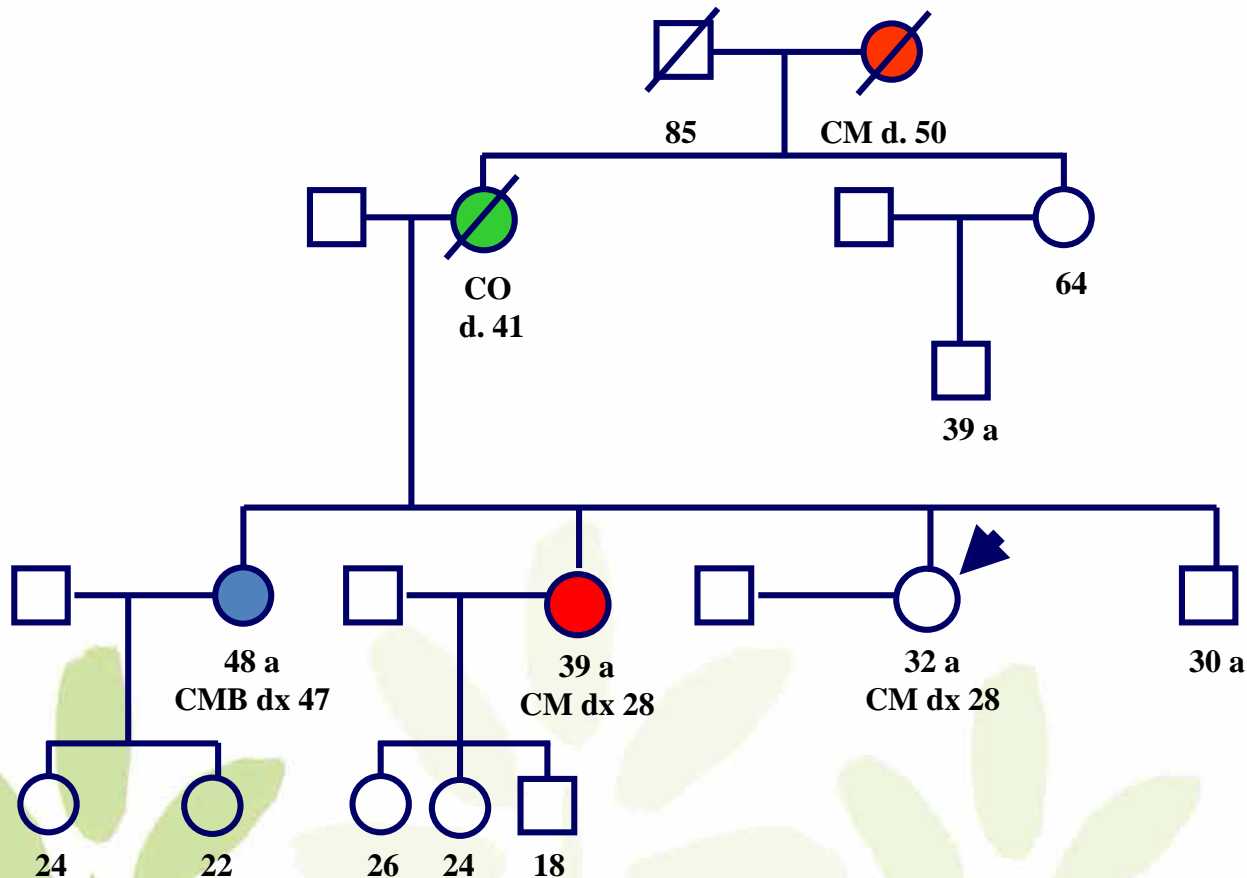 85
CM d. 50
CO
d. 41
64
39 a
48 a
CMB dx 47
39 a
CM dx 28
32 a
CM dx 28
30 a
24
22
26
24
18